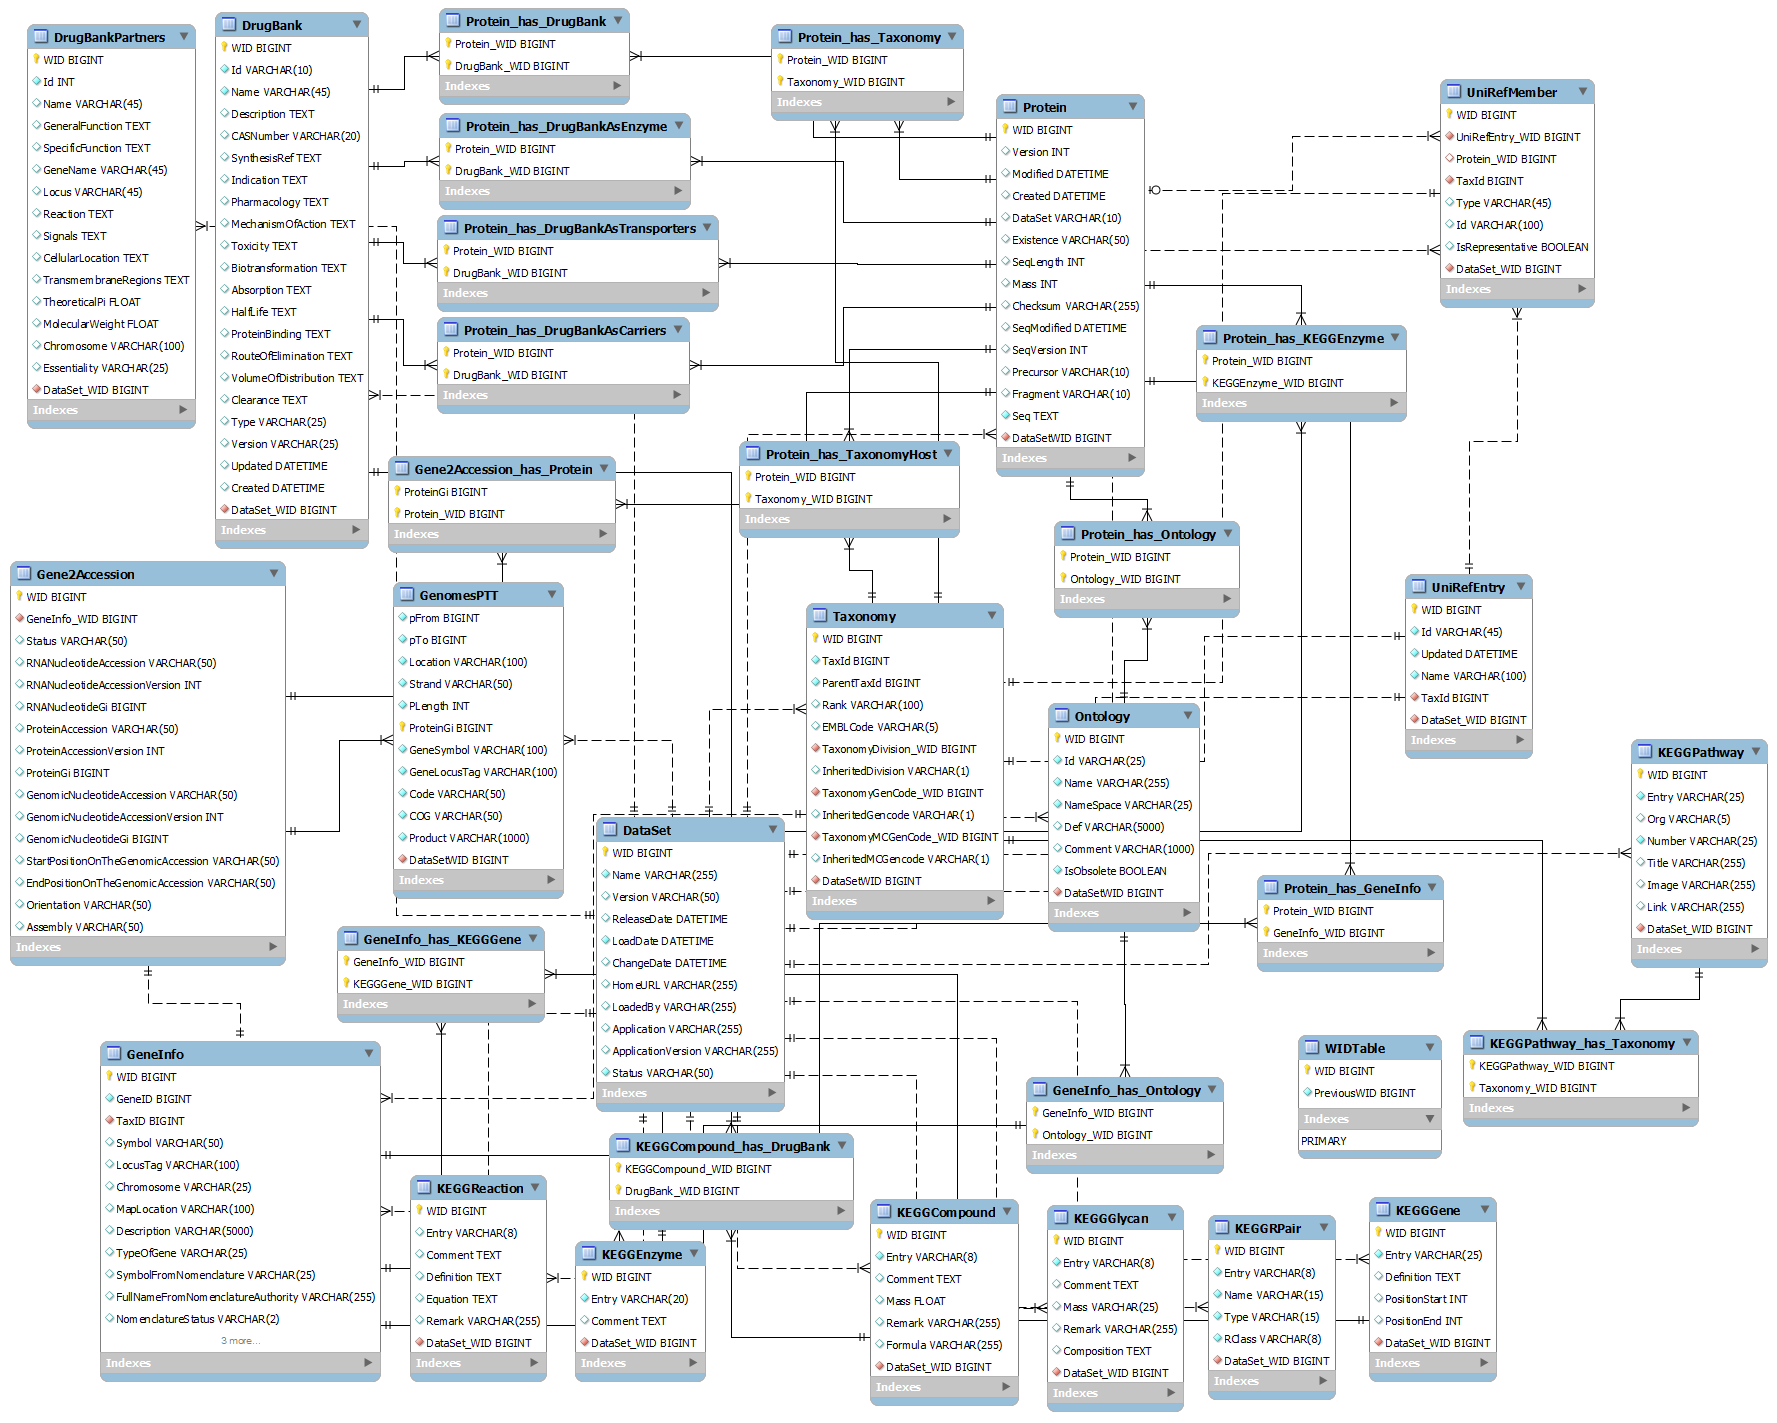 DrugBankPartners
WID BIGINT
Id INT
Name VARCHAR(45)
GeneralFunction TEXT
SpecificFunction TEXT
GeneName VARCHAR(45)
Locus VARCHAR(45)
Reaction TEXT
Signals TEXT
CellularLocation TEXT
TransmembraneRegions TEXT
TheoreticalPi FLOAT
MolecularWeight FLOAT
Chromosome VARCHAR(100)
Essentiality VARCHAR(25)
DataSet_WID BIGINT
Indexes
DrugBank
WID BIGINT
Id VARCHAR(10)
Name VARCHAR(45)
Description TEXT
CASNumber VARCHAR(20)
SynthesisRef TEXT
Indication TEXT
Pharmacology TEXT
MechanismOfAction TEXT
Toxicity TEXT
Biotransformation TEXT
Absorption TEXT
HalfLife TEXT
ProteinBinding TEXT
RouteOfElimination TEXT
VolumeOfDistribution TEXT
Clearance TEXT
Type VARCHAR(25)
Version VARCHAR(25)
Updated DATETIME
Created DATETIME
DataSet_WID BIGINT
Indexes
Protein_has_DrugBank
Protein_WID BIGINT
DrugBank_WID BIGINT
Indexes
Protein_has_DrugBankAsEnzyme
Protein_WID BIGINT
DrugBank_WID BIGINT
Indexes
Protein_has_DrugBankAsTransporters
Protein_WID BIGINT
DrugBank_WID BIGINT
Indexes
Protein_has_DrugBankAsCarriers
Protein_WID BIGINT
DrugBank_WID BIGINT
Indexes
Protein_has_Taxonomy
Protein_WID BIGINT
Taxonomy_WID BIGINT
Indexes
Protein
WID BIGINT
Version INT
Modified DATETIME
Created DATETIME
DataSet VARCHAR(10)
Existence VARCHAR(50)
SeqLength INT
Mass INT
Checksum VARCHAR(255)
SeqModified DATETIME
SeqVersion INT
Precursor VARCHAR(10)
Fragment VARCHAR(10)
Seq TEXT
DataSetWID BIGINT
Indexes
UniRefMember
WID BIGINT
UniRefEntry_WID BIGINT
Protein_WID BIGINT
TaxId BIGINT
Type VARCHAR(45)
Id VARCHAR(100)
IsRepresentative BOOLEAN
DataSet_WID BIGINT
Indexes
Protein_has_KEGGEnzyme
Protein_WID BIGINT
KEGGEnzyme_WID BIGINT
Indexes
Gene2Accession_has_Protein
ProteinGi BIGINT
Protein_WID BIGINT
Indexes
Protein_has_TaxonomyHost
Protein_WID BIGINT
Taxonomy_WID BIGINT
Indexes
Protein_has_Ontology
Protein_WID BIGINT
Ontology_WID BIGINT
Indexes
Gene2Accession
WID BIGINT
GeneInfo_WID BIGINT
Status VARCHAR(50)
RNANucleotideAccession VARCHAR(50)
RNANucleotideAccessionVersion INT
RNANucleotideGi BIGINT
ProteinAccession VARCHAR(50)
ProteinAccessionVersion INT
ProteinGi BIGINT
GenomicNucleotideAccession VARCHAR(50)
GenomicNucleotideAccessionVersion INT
GenomicNucleotideGi BIGINT
StartPositionOnTheGenomicAccession VARCHAR(50)
EndPositionOnTheGenomicAccession VARCHAR(50)
Orientation VARCHAR(50)
Assembly VARCHAR(50)
Indexes
GenomesPTT
pFrom BIGINT
pTo BIGINT
Location VARCHAR(100)
Strand VARCHAR(50)
PLength INT
ProteinGi BIGINT
GeneSymbol VARCHAR(100)
GeneLocusTag VARCHAR(100)
Code VARCHAR(50)
COG VARCHAR(50)
Product VARCHAR(1000)
DataSetWID BIGINT
Indexes
Taxonomy
WID BIGINT
TaxId BIGINT
ParentTaxId BIGINT
Rank VARCHAR(100)
EMBLCode VARCHAR(5)
TaxonomyDivision_WID BIGINT
InheritedDivision VARCHAR(1)
TaxonomyGenCode_WID BIGINT
InheritedGencode VARCHAR(1)
TaxonomyMCGenCode_WID BIGINT
InheritedMCGencode VARCHAR(1)
DataSetWID BIGINT
Indexes
UniRefEntry
WID BIGINT
Id VARCHAR(45)
Updated DATETIME
Name VARCHAR(100)
TaxId BIGINT
DataSet_WID BIGINT
Indexes
Ontology
WID BIGINT
Id VARCHAR(25)
Name VARCHAR(255)
NameSpace VARCHAR(25)
Def VARCHAR(5000)
Comment VARCHAR(1000)
IsObsolete BOOLEAN
DataSetWID BIGINT
Indexes
KEGGPathway
WID BIGINT
Entry VARCHAR(25)
Org VARCHAR(5)
Number VARCHAR(25)
Title VARCHAR(255)
Image VARCHAR(255)
Link VARCHAR(255)
DataSet_WID BIGINT
Indexes
DataSet
WID BIGINT
Name VARCHAR(255)
Version VARCHAR(50)
ReleaseDate DATETIME
LoadDate DATETIME
ChangeDate DATETIME
HomeURL VARCHAR(255)
LoadedBy VARCHAR(255)
Application VARCHAR(255)
ApplicationVersion VARCHAR(255)
Status VARCHAR(50)
Indexes
Protein_has_GeneInfo
Protein_WID BIGINT
GeneInfo_WID BIGINT
Indexes
GeneInfo_has_KEGGGene
GeneInfo_WID BIGINT
KEGGGene_WID BIGINT
Indexes
GeneInfo
WID BIGINT
GeneID BIGINT
TaxID BIGINT
Symbol VARCHAR(50)
LocusTag VARCHAR(100)
Chromosome VARCHAR(25)
MapLocation VARCHAR(100)
Description VARCHAR(5000)
TypeOfGene VARCHAR(25)
SymbolFromNomenclature VARCHAR(25)
FullNameFromNomenclatureAuthority VARCHAR(255)
NomenclatureStatus VARCHAR(2)
3 more...
Indexes
WIDTable
WID BIGINT
PreviousWID BIGINT
Indexes
PRIMARY
KEGGPathway_has_Taxonomy
KEGGPathway_WID BIGINT
Taxonomy_WID BIGINT
Indexes
GeneInfo_has_Ontology
GeneInfo_WID BIGINT
Ontology_WID BIGINT
Indexes
KEGGCompound_has_DrugBank
KEGGCompound_WID BIGINT
DrugBank_WID BIGINT
Indexes
KEGGReaction
WID BIGINT
Entry VARCHAR(8)
Comment TEXT
Definition TEXT
Equation TEXT
Remark VARCHAR(255)
DataSet_WID BIGINT
Indexes
KEGGEnzyme
WID BIGINT
Entry VARCHAR(20)
Comment TEXT
DataSet_WID BIGINT
Indexes
KEGGCompound
WID BIGINT
Entry VARCHAR(8)
Comment TEXT
Mass FLOAT
Remark VARCHAR(255)
Formula VARCHAR(255)
DataSet_WID BIGINT
Indexes
KEGGGlycan
WID BIGINT
Entry VARCHAR(8)
Comment TEXT
Mass VARCHAR(25)
Remark VARCHAR(255)
Composition TEXT
DataSet_WID BIGINT
Indexes
KEGGRPair
WID BIGINT
Entry VARCHAR(8)
Name VARCHAR(15)
Type VARCHAR(15)
RClass VARCHAR(8)
DataSet_WID BIGINT
Indexes
KEGGGene
WID BIGINT
Entry VARCHAR(25)
Definition TEXT
PositionStart INT
PositionEnd INT
DataSet_WID BIGINT
Indexes